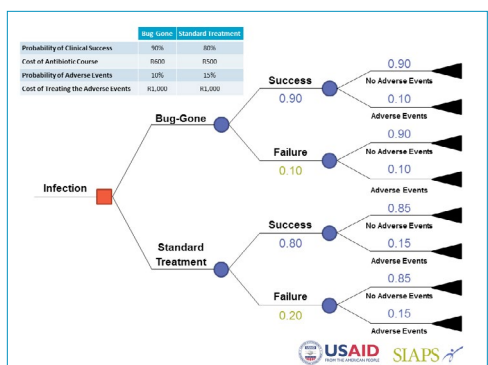 Bug Gone Standard Treatment
Probability of Clinical Success 90% 80%
Cost of Antibiotic Course R600 R500
Probability of Adverse Events 10% 15%
Cost of Treating the Adverse Events R1,000 R1,000
0.90
No Adverse Events
Success
0.90
0.10
Adverse Events
Bug-Gone
0.90
No Adverse Events
Failure
0.10
0.10
Adverse Events
Infection
0.85
No Adverse Events
Success
0.80
0.15
Adverse Events
Standard
Treatment
0.85
No Adverse Events
Failure
0.20
0.15
Adverse Events
USAID
FROM THE AMERICAN PEOPLE
SIAPS